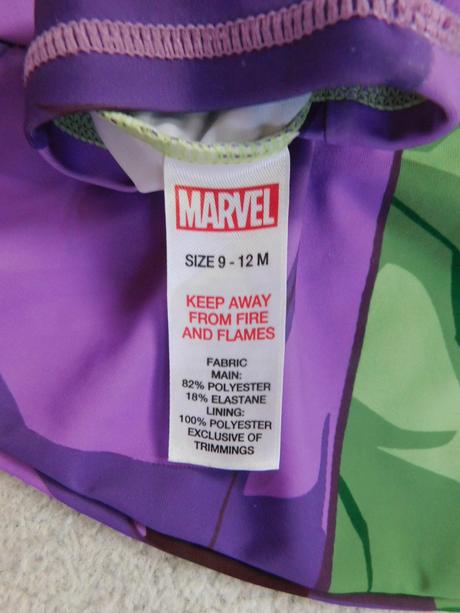 MARVEL
SIZE 9 - 12 M
KEEP AWAY
FROM FIRE
AND FLAMES
FABRIC
MAIN:
82% POLYESTER
18% ELASTANE
LINING:
100% POLYESTER
EXCLUSIVE OF
TRIMMINGS